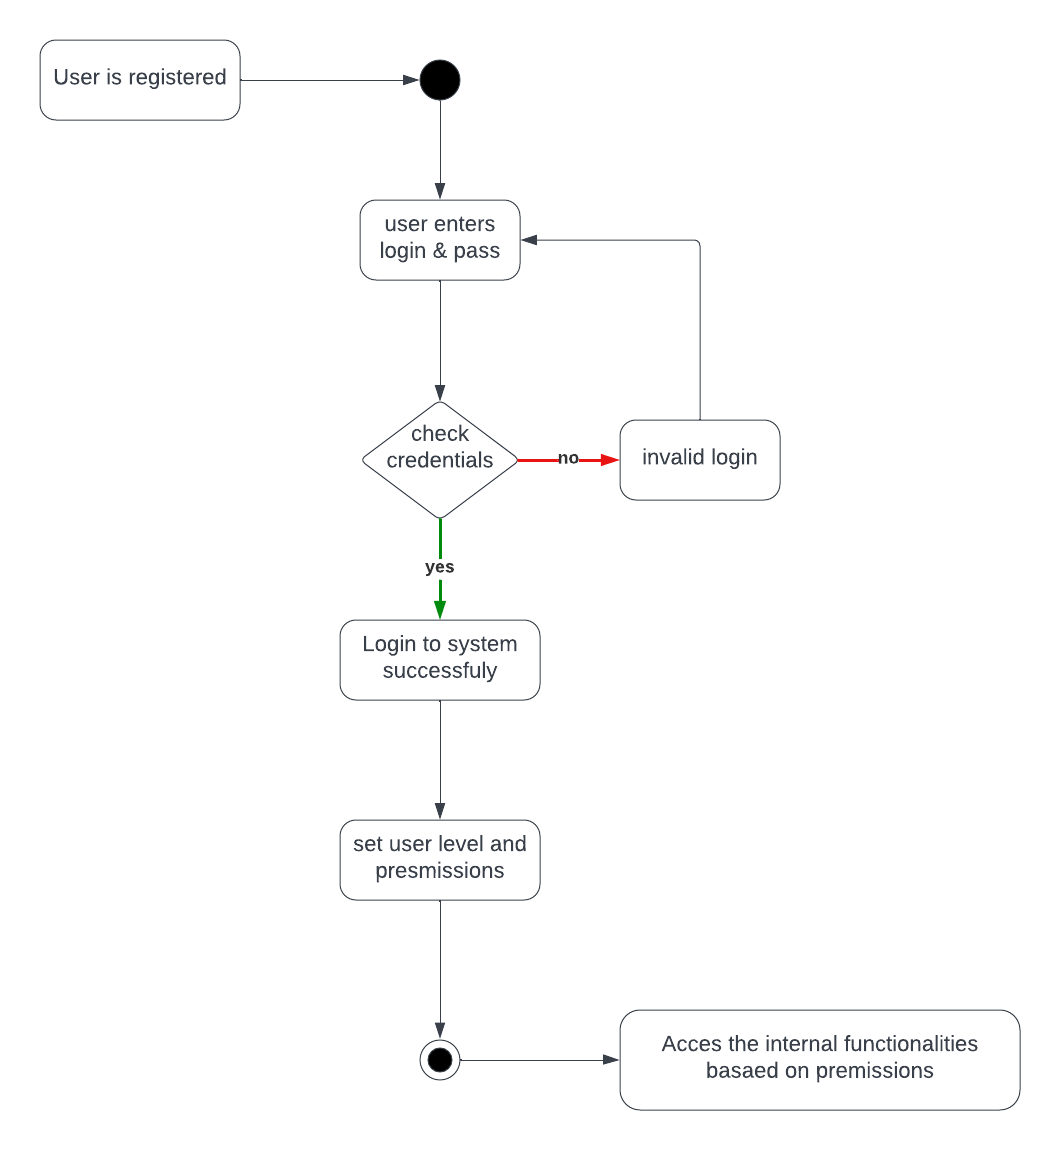 User is registered
user enters
login & pass
check
credentials
no
invalid login
yes
Login to system
successfuly
set user level and
presmissions
Acces the internal functionalities
basaed on premissions